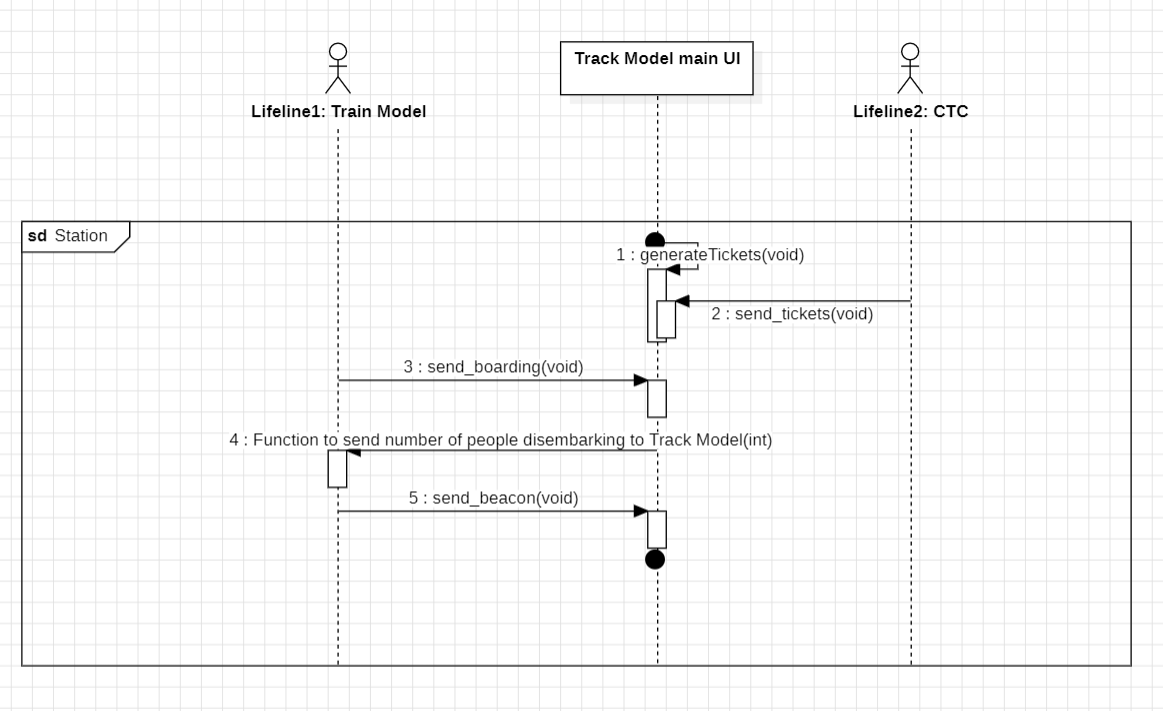 Track Model main UI
Lifeline1: Train Model
Lifeline2: CTC
sd Station
1 : generateTickets(void)
2 : send_tickets(void)
3 : send_boarding(void)
4 : Function to send number of people disembarking to Track Model(int)
5 : send_beacon(void)